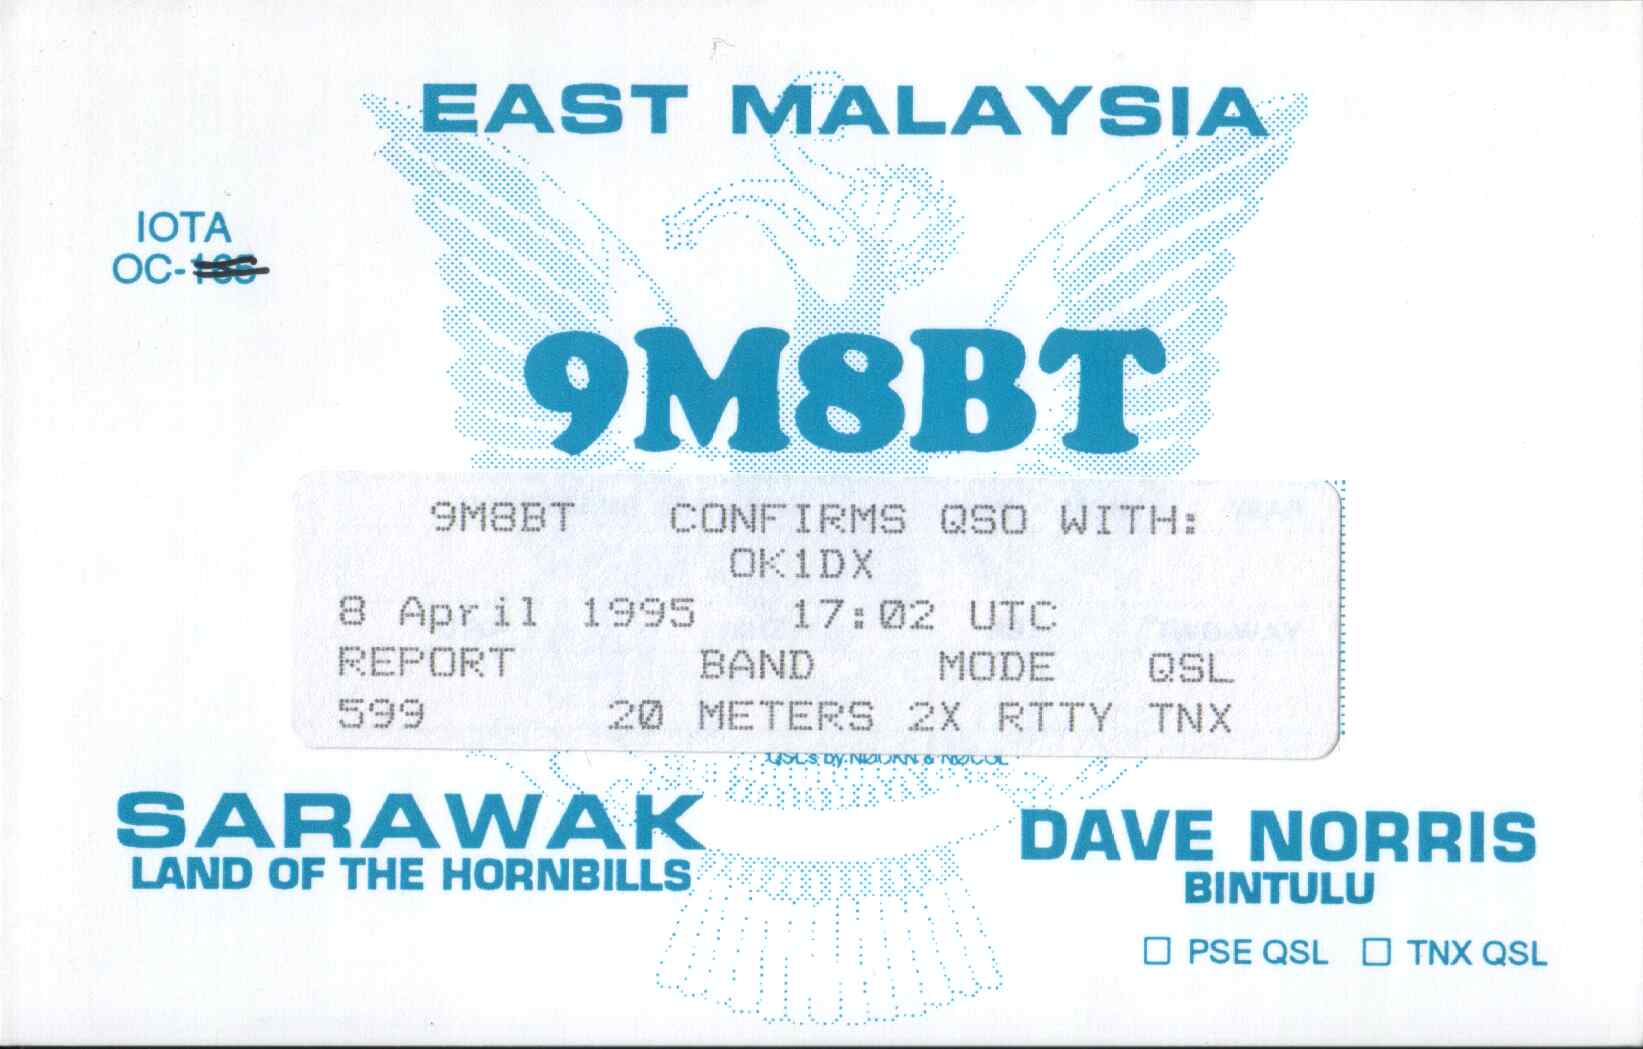 EAST MALAYSIA
IOTA
OC-
9M8BT
9M8BT CONFIRMS QSO WITH:
OK1DX
8 April 1995 17:02 UTC
REPORT BAND MODE QSL
599 20 METERS 2X RTTY TNX
QSLs by
SARAWAK
LAND OF THE HORNBILLS
DAVE NORRIS
BINTULU
PSE QSL TNX QSL